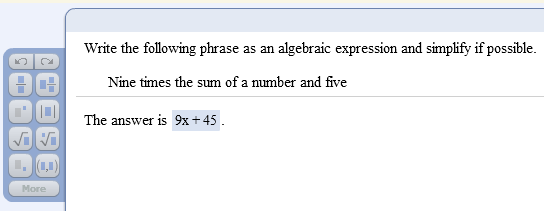 Write the following phrase as an algebraic expression and simplify if possible.
Nine times the sum of a number and five
The answer is 9x + 45 .
More